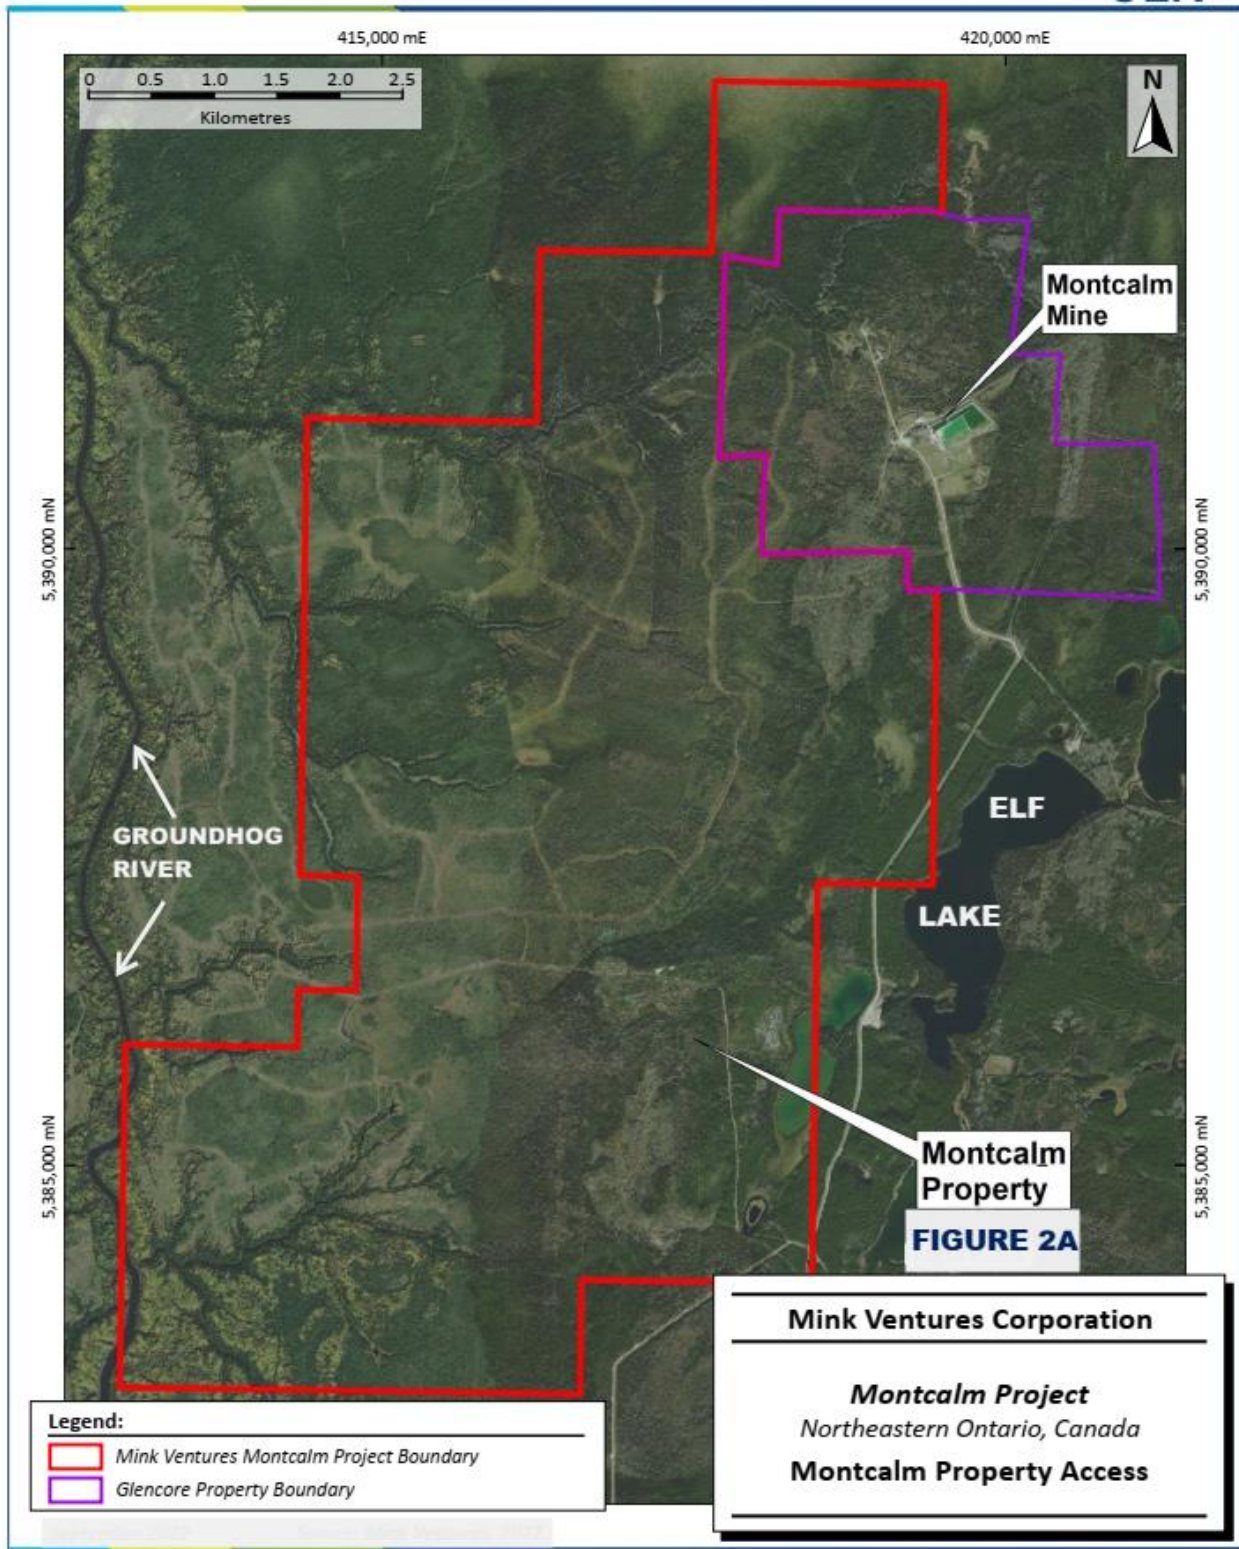 415,000 mE
420,000 mE
0 0.5 1.0 1.5 2.0 2.5
Kilometres
N
Montcalm
Mine
5,390,000 mN
5,390,000 mN
ELF
GROUNDHOG
RIVER
LAKE
5,385,000 mN
5,385,000 mN
Montcalm
Property
FIGURE 2A
Mink Ventures Corporation
Montcalm Project
Northeastern Ontario, Canada
Montcalm Property Access
Legend:
Mink Ventures Montcalm Project Boundary
Glencore Property Boundary